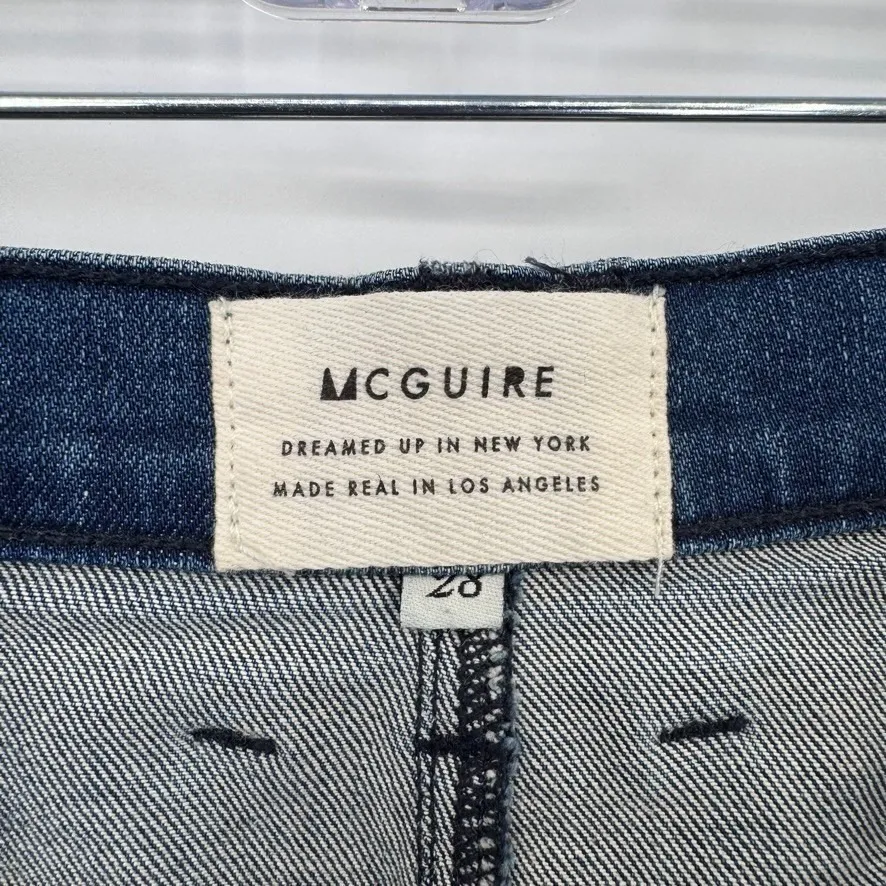 MCGUIRE
DREAMED UP IN NEW YORK
MADE REAL IN LOS ANGELES
28